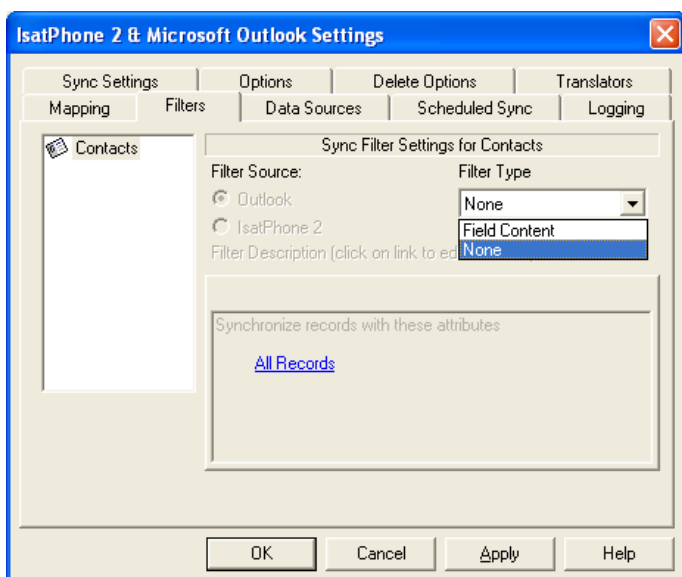 IsatPhone 2 & Microsoft Outlook Settings
Sync Settings Options Delete Options Translators
Mapping Filters Data Sources Scheduled Sync Logging
Contacts
Sync Filter Settings for Contacts
Filter Source: Filter Type
Outlook None
IsatPhone 2 Field Content
Filter Description (click on link to None
Synchronize records with these attributes
All Records
OK Cancel Apply Help